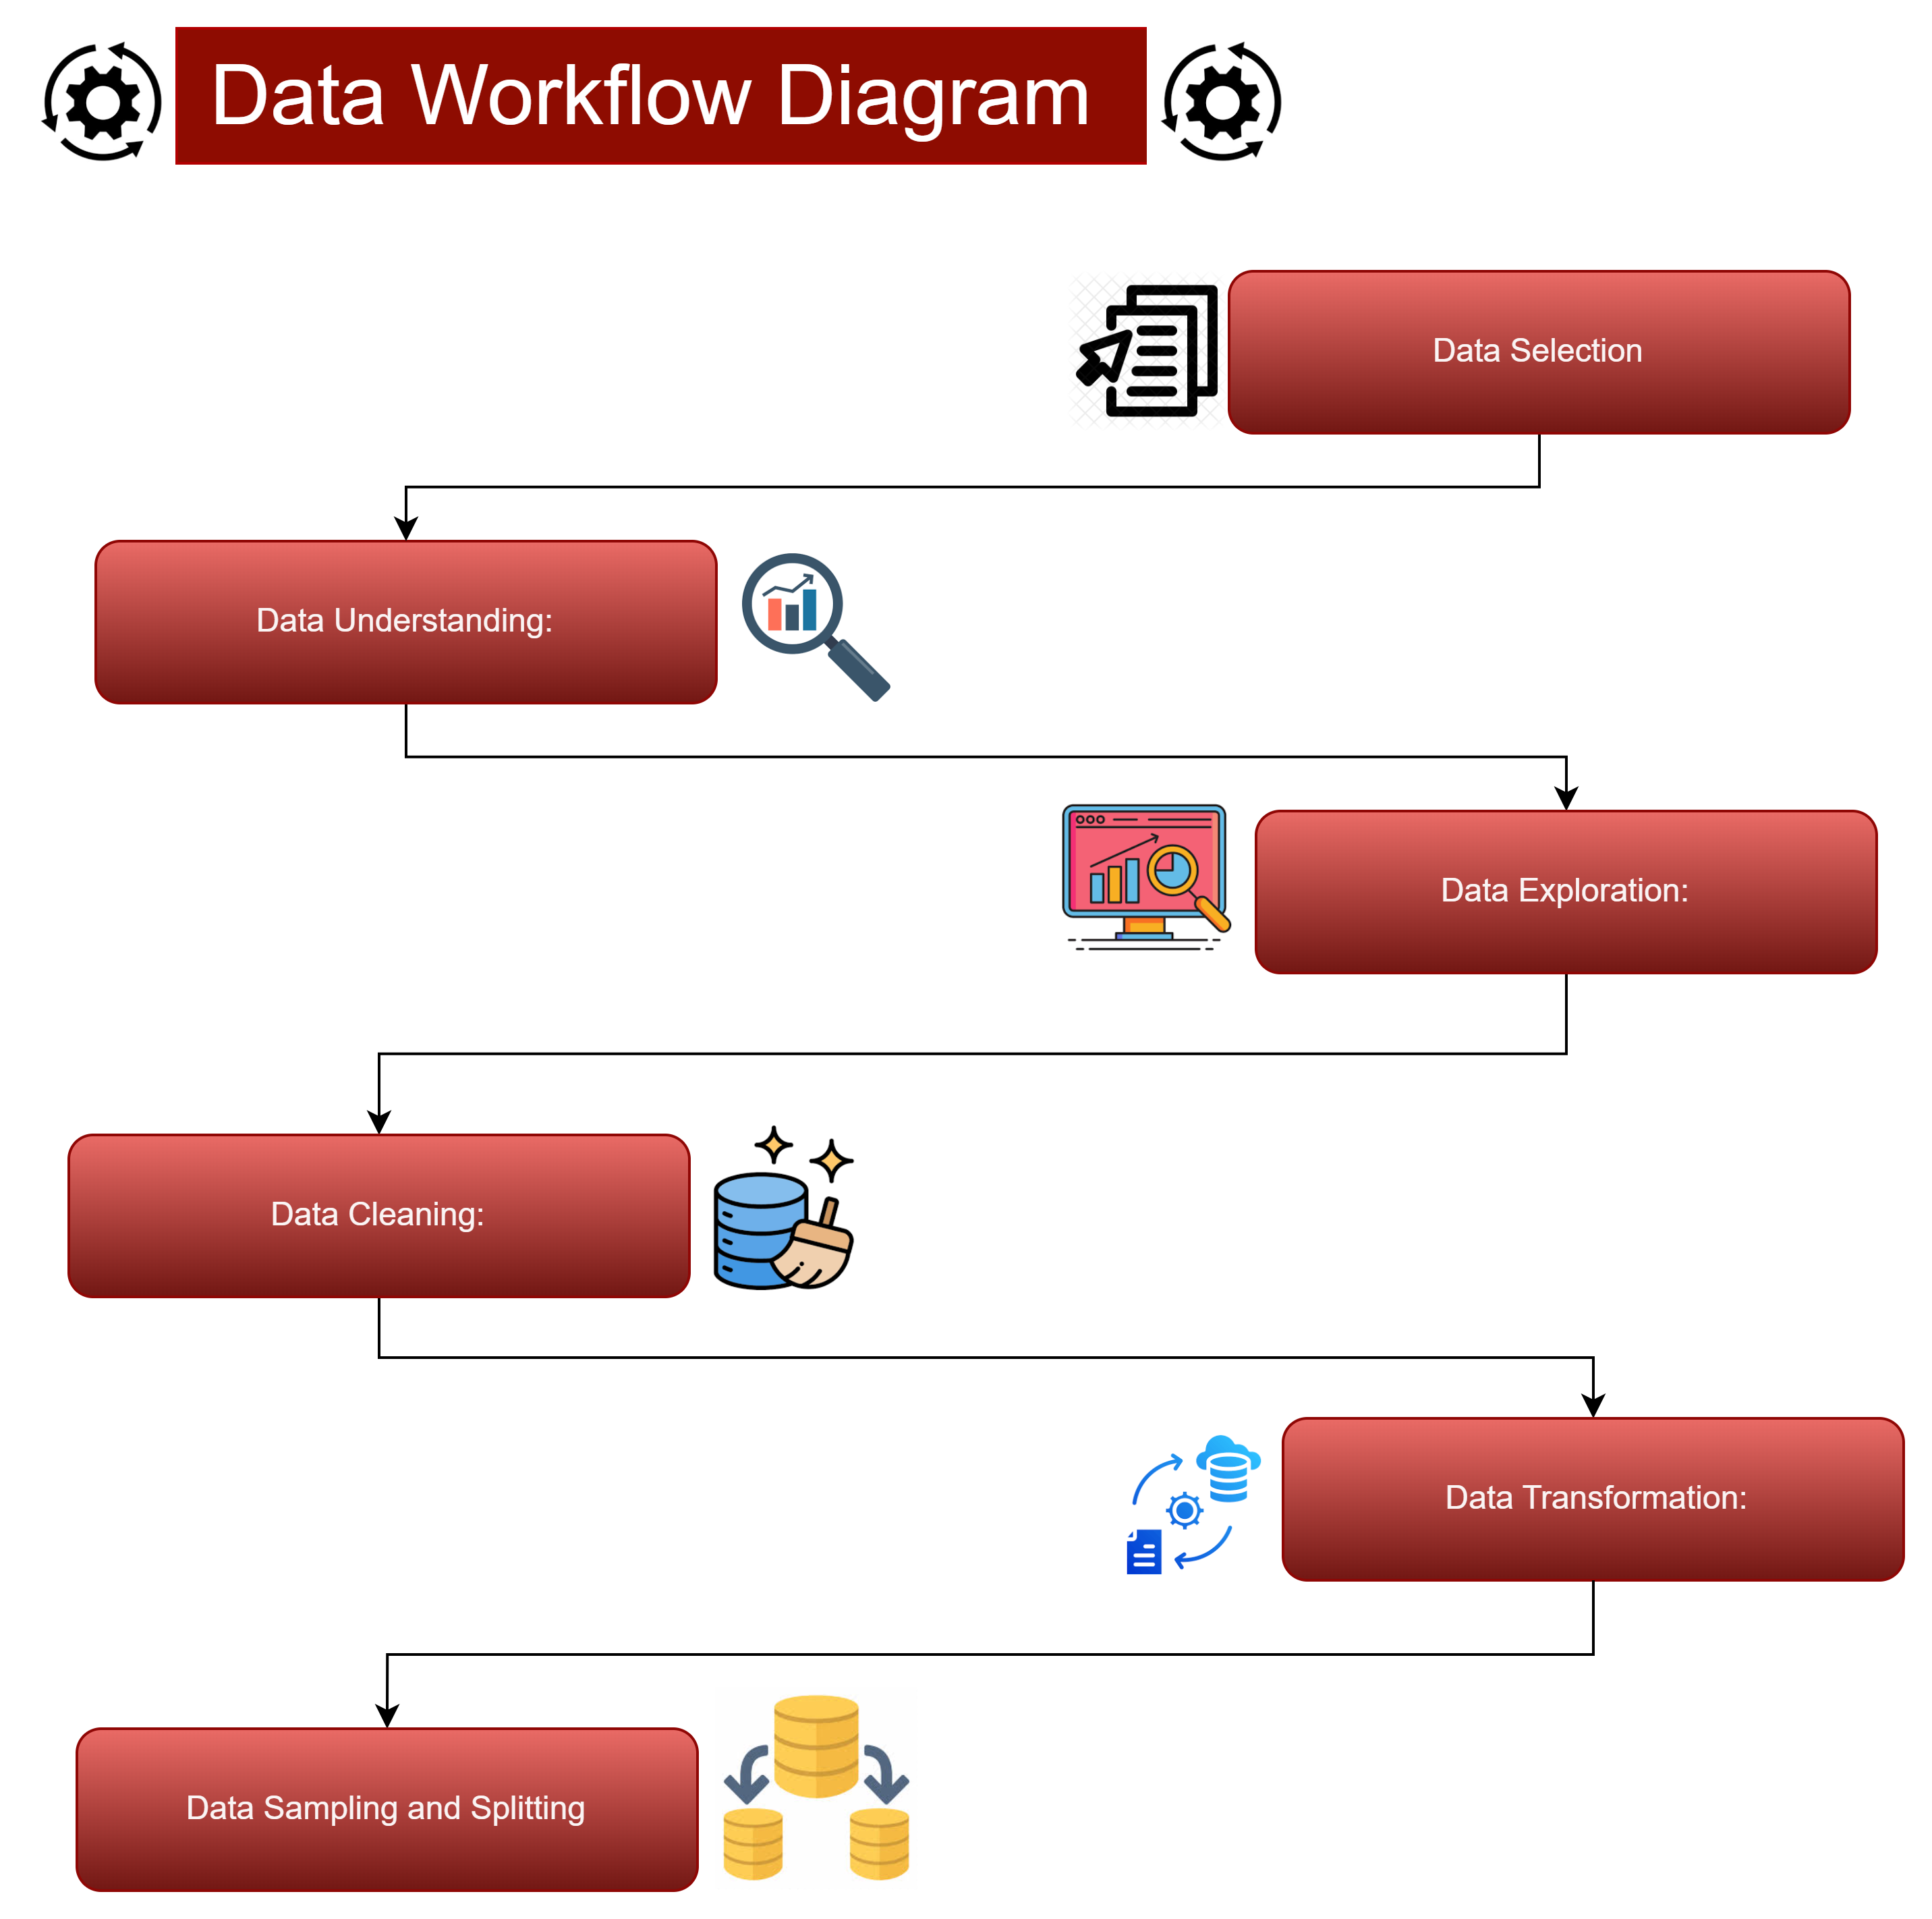 Data Workflow Diagram
Data Selection
Data Understanding:
Data Exploration:
Data Cleaning:
Data Transformation:
Data Sampling and Splitting